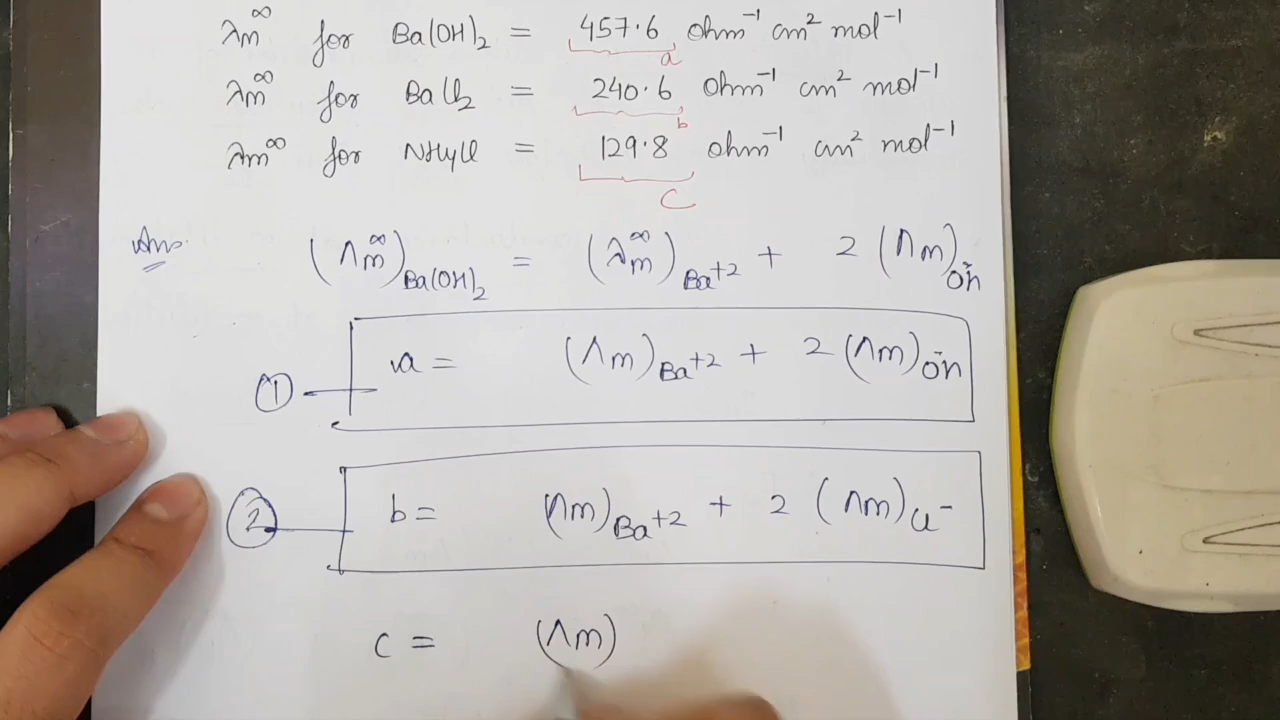 λm^∞ for Ba(OH)₂ = 457.6 ohm⁻¹ cm² mol⁻¹
a
λm^∞ for BaCl₂ = 240.6 ohm⁻¹ cm² mol⁻¹
b
λm^∞ for NH₄Cl = 129.8 ohm⁻¹ cm² mol⁻¹
C
Ans. (Λm^∞)Ba(OH)₂ = (λm^∞)Ba⁺² + 2 (Λm)OH⁻
① a = (Λm)Ba⁺² + 2 (Λm)OH⁻
② b = (Λm)Ba⁺² + 2 (Λm)Cl⁻
c = (Λm)